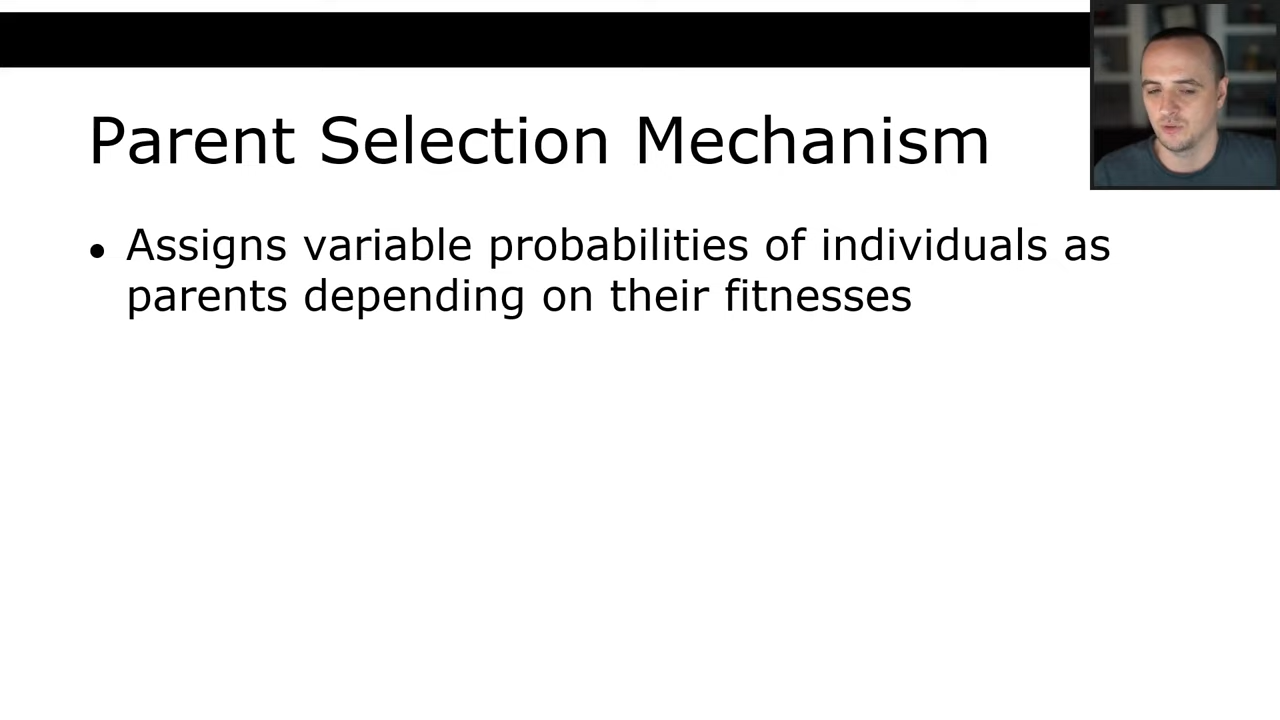 Parent Selection Mechanism
• Assigns variable probabilities of individuals as
parents depending on their fitnesses